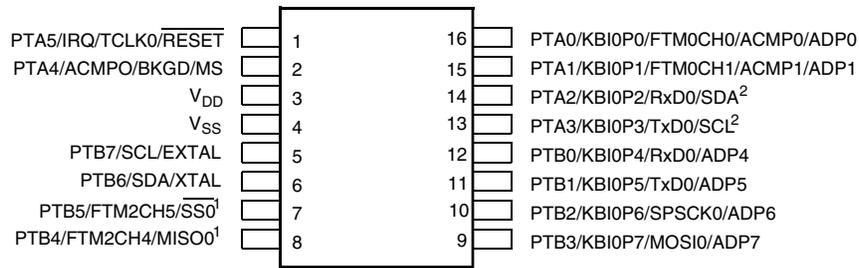 PTA5/IRQ/TCLK0/RESET 1 16 PTA0/KBI0P0/FTM0CH0/ACMP0/ADP0
PTA4/ACMPO/BKGD/MS 2 15 PTA1/KBI0P1/FTM0CH1/ACMP1/ADP1
VDD 3 14 PTA2/KBI0P2/RxD0/SDA2
VSS 4 13 PTA3/KBI0P3/TxD0/SCL2
PTB7/SCL/EXTAL 5 12 PTB0/KBI0P4/RxD0/ADP4
PTB6/SDA/XTAL 6 11 PTB1/KBI0P5/TxD0/ADP5
PTB5/FTM2CH5/SS01 7 10 PTB2/KBI0P6/SPSCK0/ADP6
PTB4/FTM2CH4/MISO01 8 9 PTB3/KBI0P7/MOSI0/ADP7